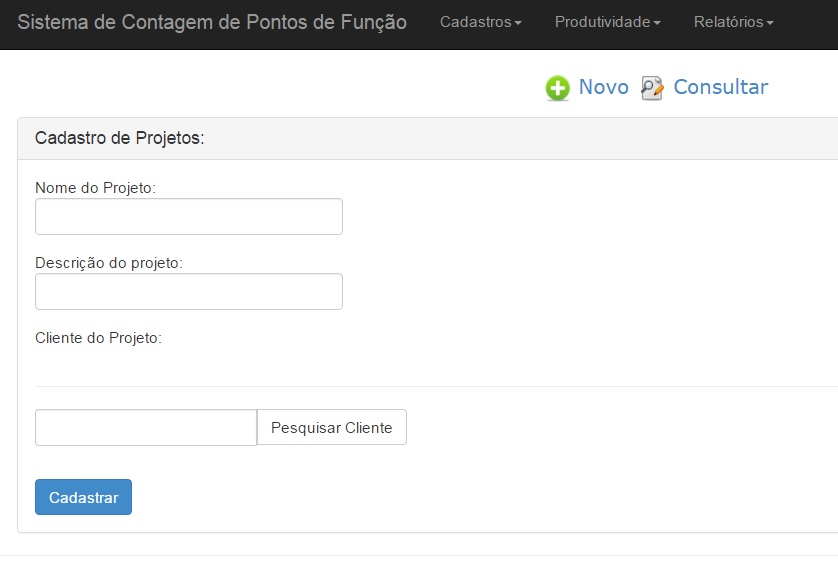 Sistema de Contagem de Pontos de Função Cadastros Produtividade Relatórios
Novo Consultar
Cadastro de Projetos:
Nome do Projeto:
Descrição do projeto:
Cliente do Projeto:
Pesquisar Cliente
Cadastrar